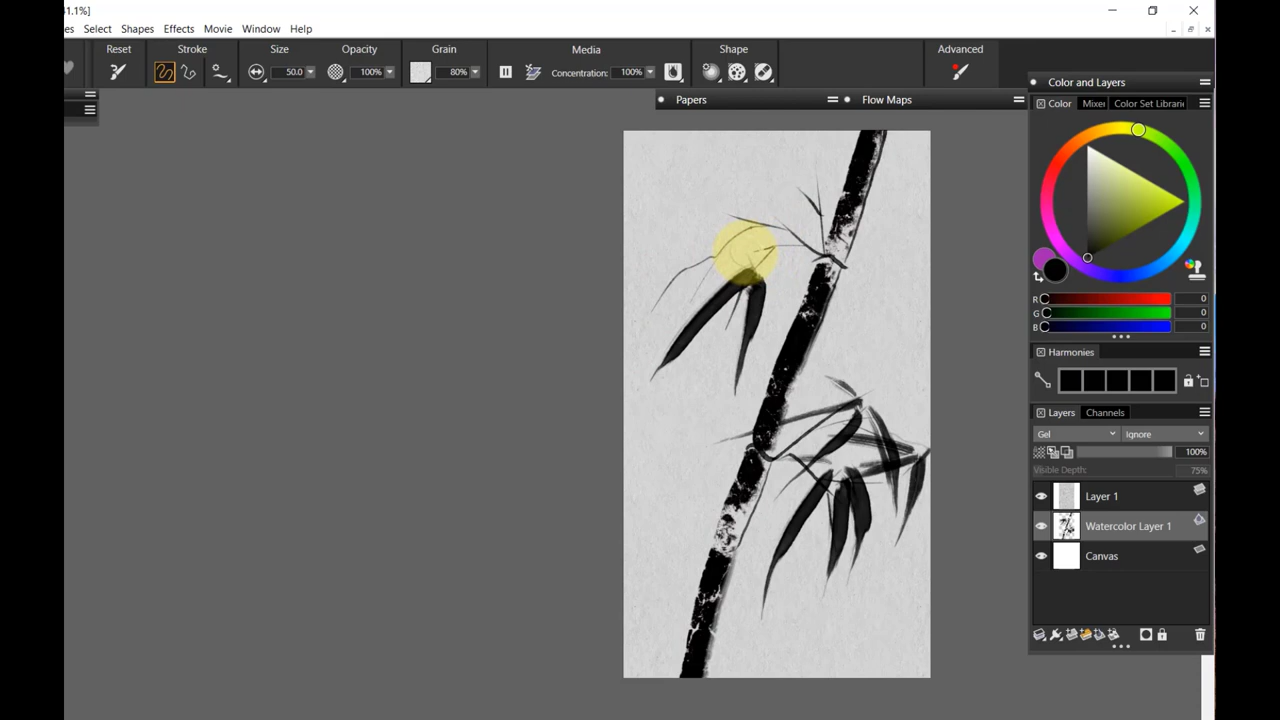 31.1%]
es Select Shapes Effects Movie Window Help
Reset Stroke Size Opacity Grain Media Shape Advanced
50.0 100% 80% Concentration: 100%
Papers Flow Maps
Color and Layers
Color Mixer Color Set Librari
R 0
G 0
B 0
Harmonies
Layers Channels
Gel Ignore
100%
Visible Depth: 75%
Layer 1
Watercolor Layer 1
Canvas